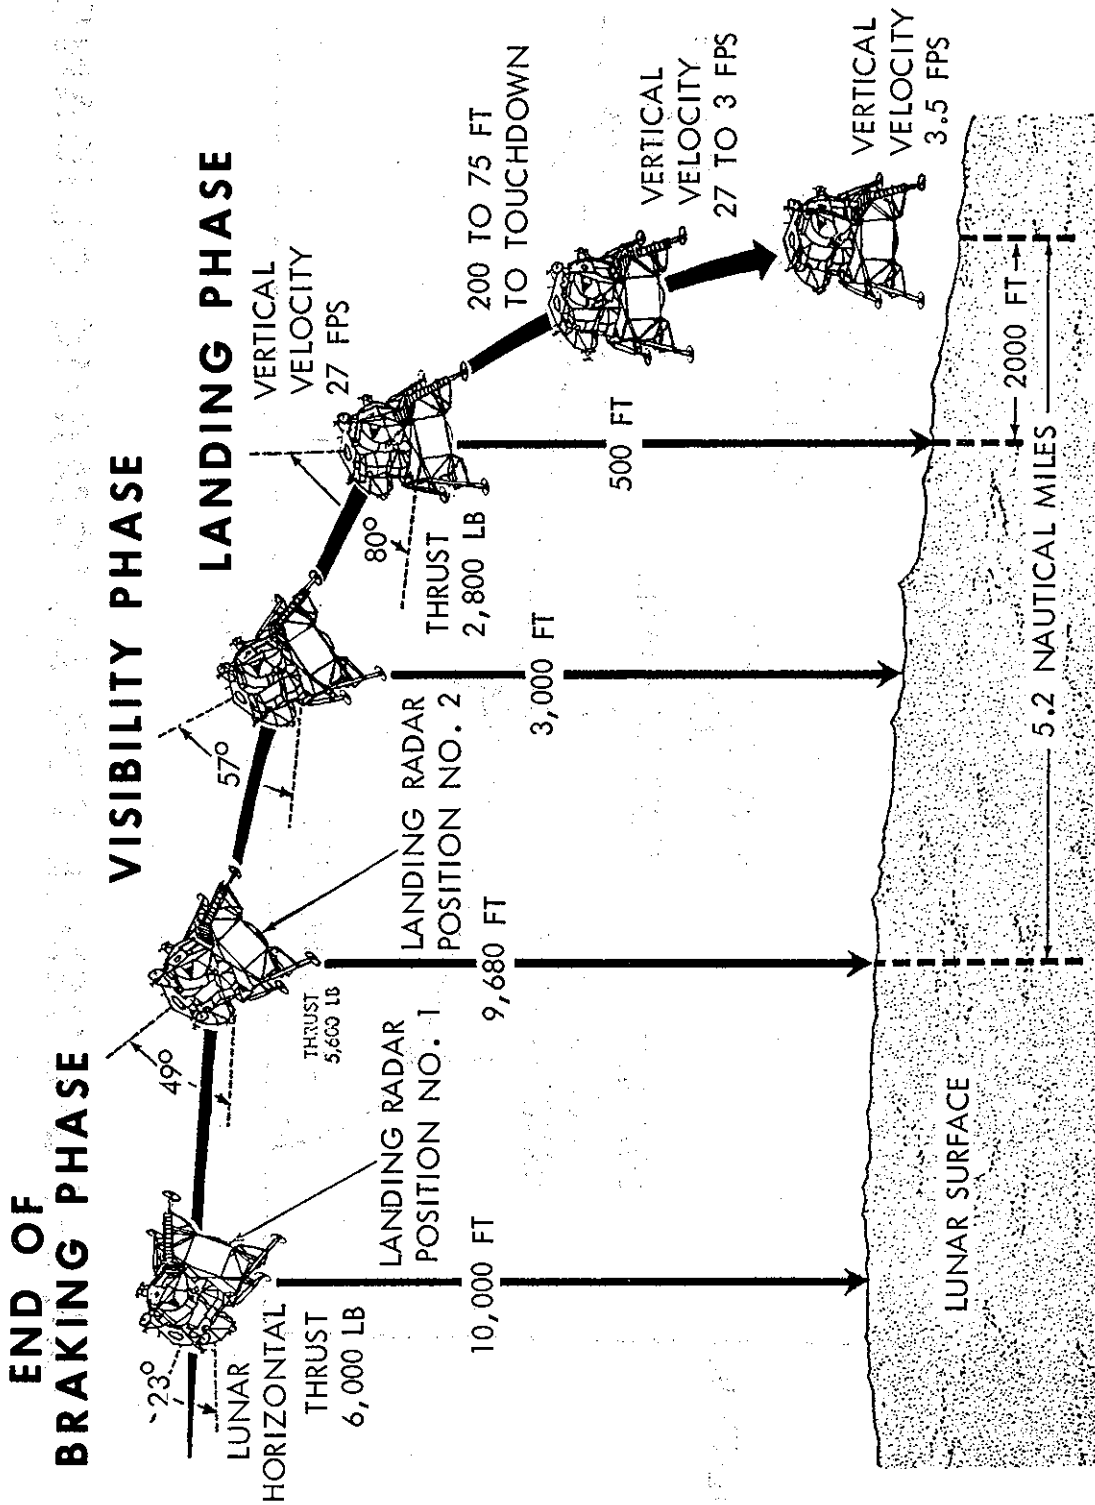 END OF
BRAKING PHASE
VISIBILITY PHASE
LANDING PHASE
23°
LUNAR
HORIZONTAL
THRUST
6,000 LB
LANDING RADAR
POSITION NO. 1
10,000 FT
49°
THRUST
5,600 LB
LANDING RADAR
POSITION NO. 2
9,680 FT
57°
3,000 FT
VERTICAL
VELOCITY
27 FPS
80°
THRUST
2,800 LB
500 FT
200 TO 75 FT
TO TOUCHDOWN
VERTICAL
VELOCITY
27 TO 3 FPS
VERTICAL
VELOCITY
3.5 FPS
2000 FT
5.2 NAUTICAL MILES
LUNAR SURFACE